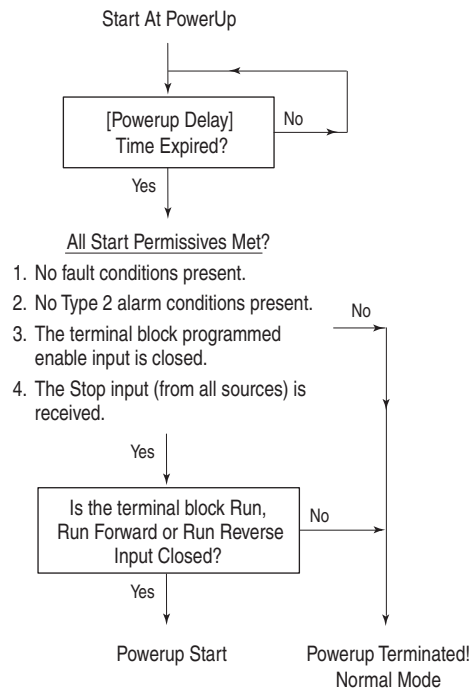 Start At PowerUp
[Powerup Delay]
Time Expired?
No
Yes
All Start Permissives Met?
1. No fault conditions present.
2. No Type 2 alarm conditions present.
3. The terminal block programmed
enable input is closed.
4. The Stop input (from all sources) is
received.
No
Yes
Is the terminal block Run,
Run Forward or Run Reverse
Input Closed?
No
Yes
Powerup Start
Powerup Terminated!
Normal Mode